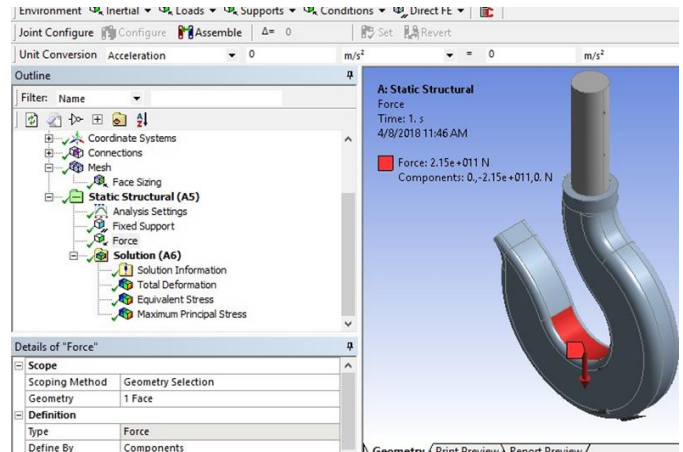 Environment Inertial Loads Supports Conditions Direct FE
Joint Configure Configure Assemble Δ= 0 Set Revert
Unit Conversion Acceleration 0 m/s² = 0 m/s²
Outline
Filter: Name
Coordinate Systems
Connections
Mesh
Face Sizing
Static Structural (A5)
Analysis Settings
Fixed Support
Force
Solution (A6)
Solution Information
Total Deformation
Equivalent Stress
Maximum Principal Stress
Details of "Force"
Scope
Scoping Method Geometry Selection
Geometry 1 Face
Definition
Type Force
Define By Components
A: Static Structural
Force
Time: 1. s
4/8/2018 11:46 AM
Force: 2.15e+011 N
Components: 0.,-2.15e+011,0. N
Geometry Print Preview Report Preview